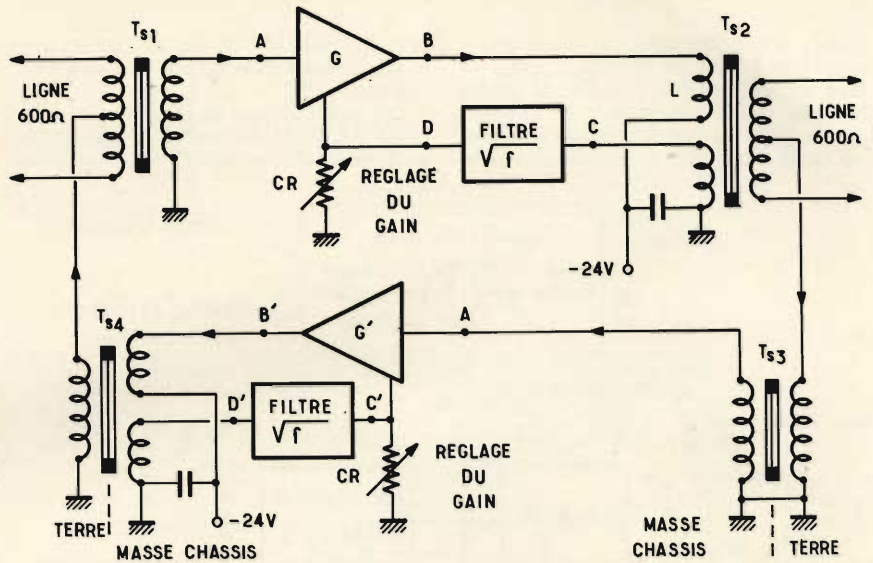 Ts1
A
G
B
Ts2
LIGNE
600Ω
L
LIGNE
600Ω
D
FILTRE
√f
C
CR
REGLAGE
DU
GAIN
-24V
Ts4
B'
G'
A
Ts3
D'
FILTRE
√f
C'
CR
REGLAGE
DU
GAIN
-24V
TERRE
MASSE CHASSIS
MASSE
CHASSIS
TERRE